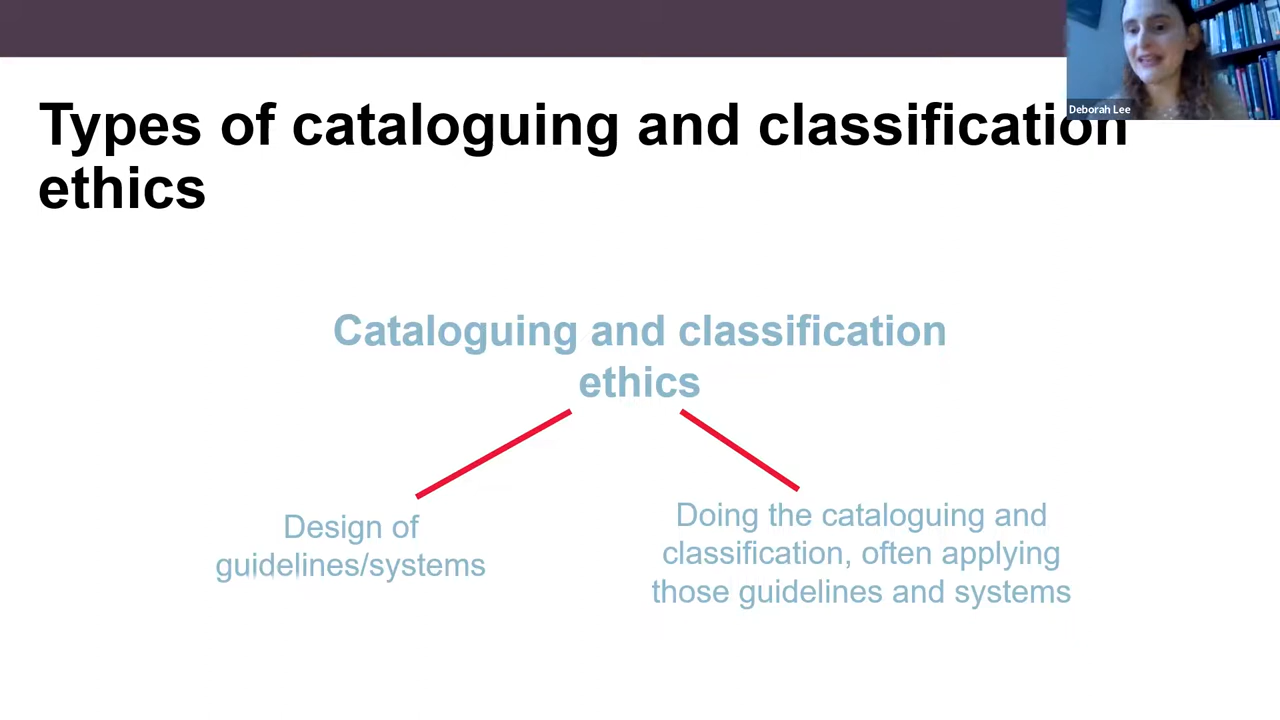 Deborah Lee
Types of cataloguing and classification
ethics
Cataloguing and classification
ethics
Design of
guidelines/systems
Doing the cataloguing and
classification, often applying
those guidelines and systems